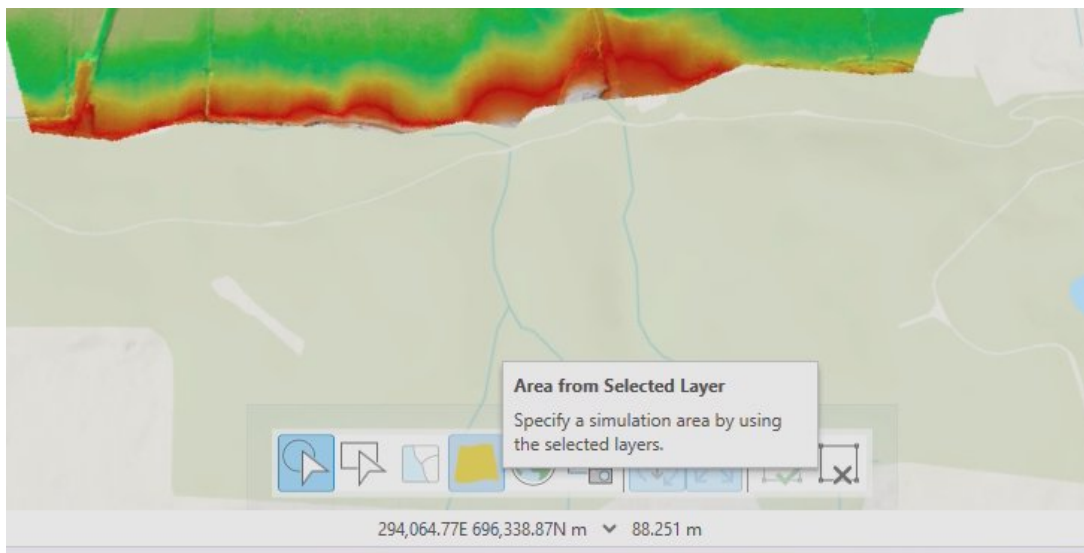 Area from Selected Layer
Specify a simulation area by using
the selected layers.
294,064.77E 696,338.87N m 88.251 m